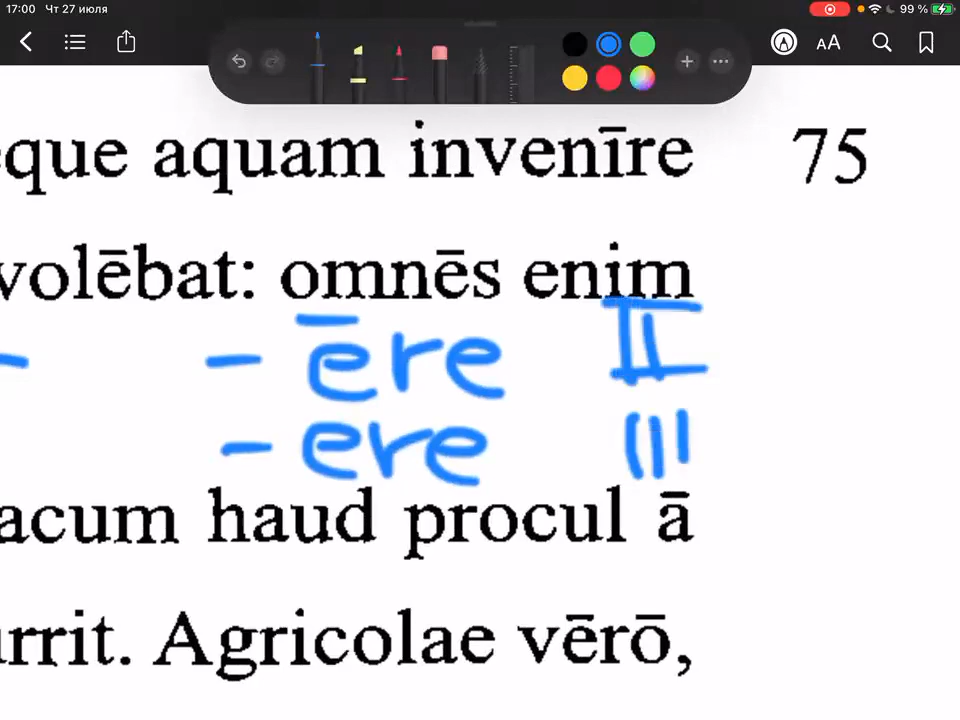 17:00 Чт 27 июля 99 %
AA
que aquam invenīre 75
volēbat: omnēs enim
- - ēre II
- ere III
acum haud procul ā
rrit. Agricolae vērō,